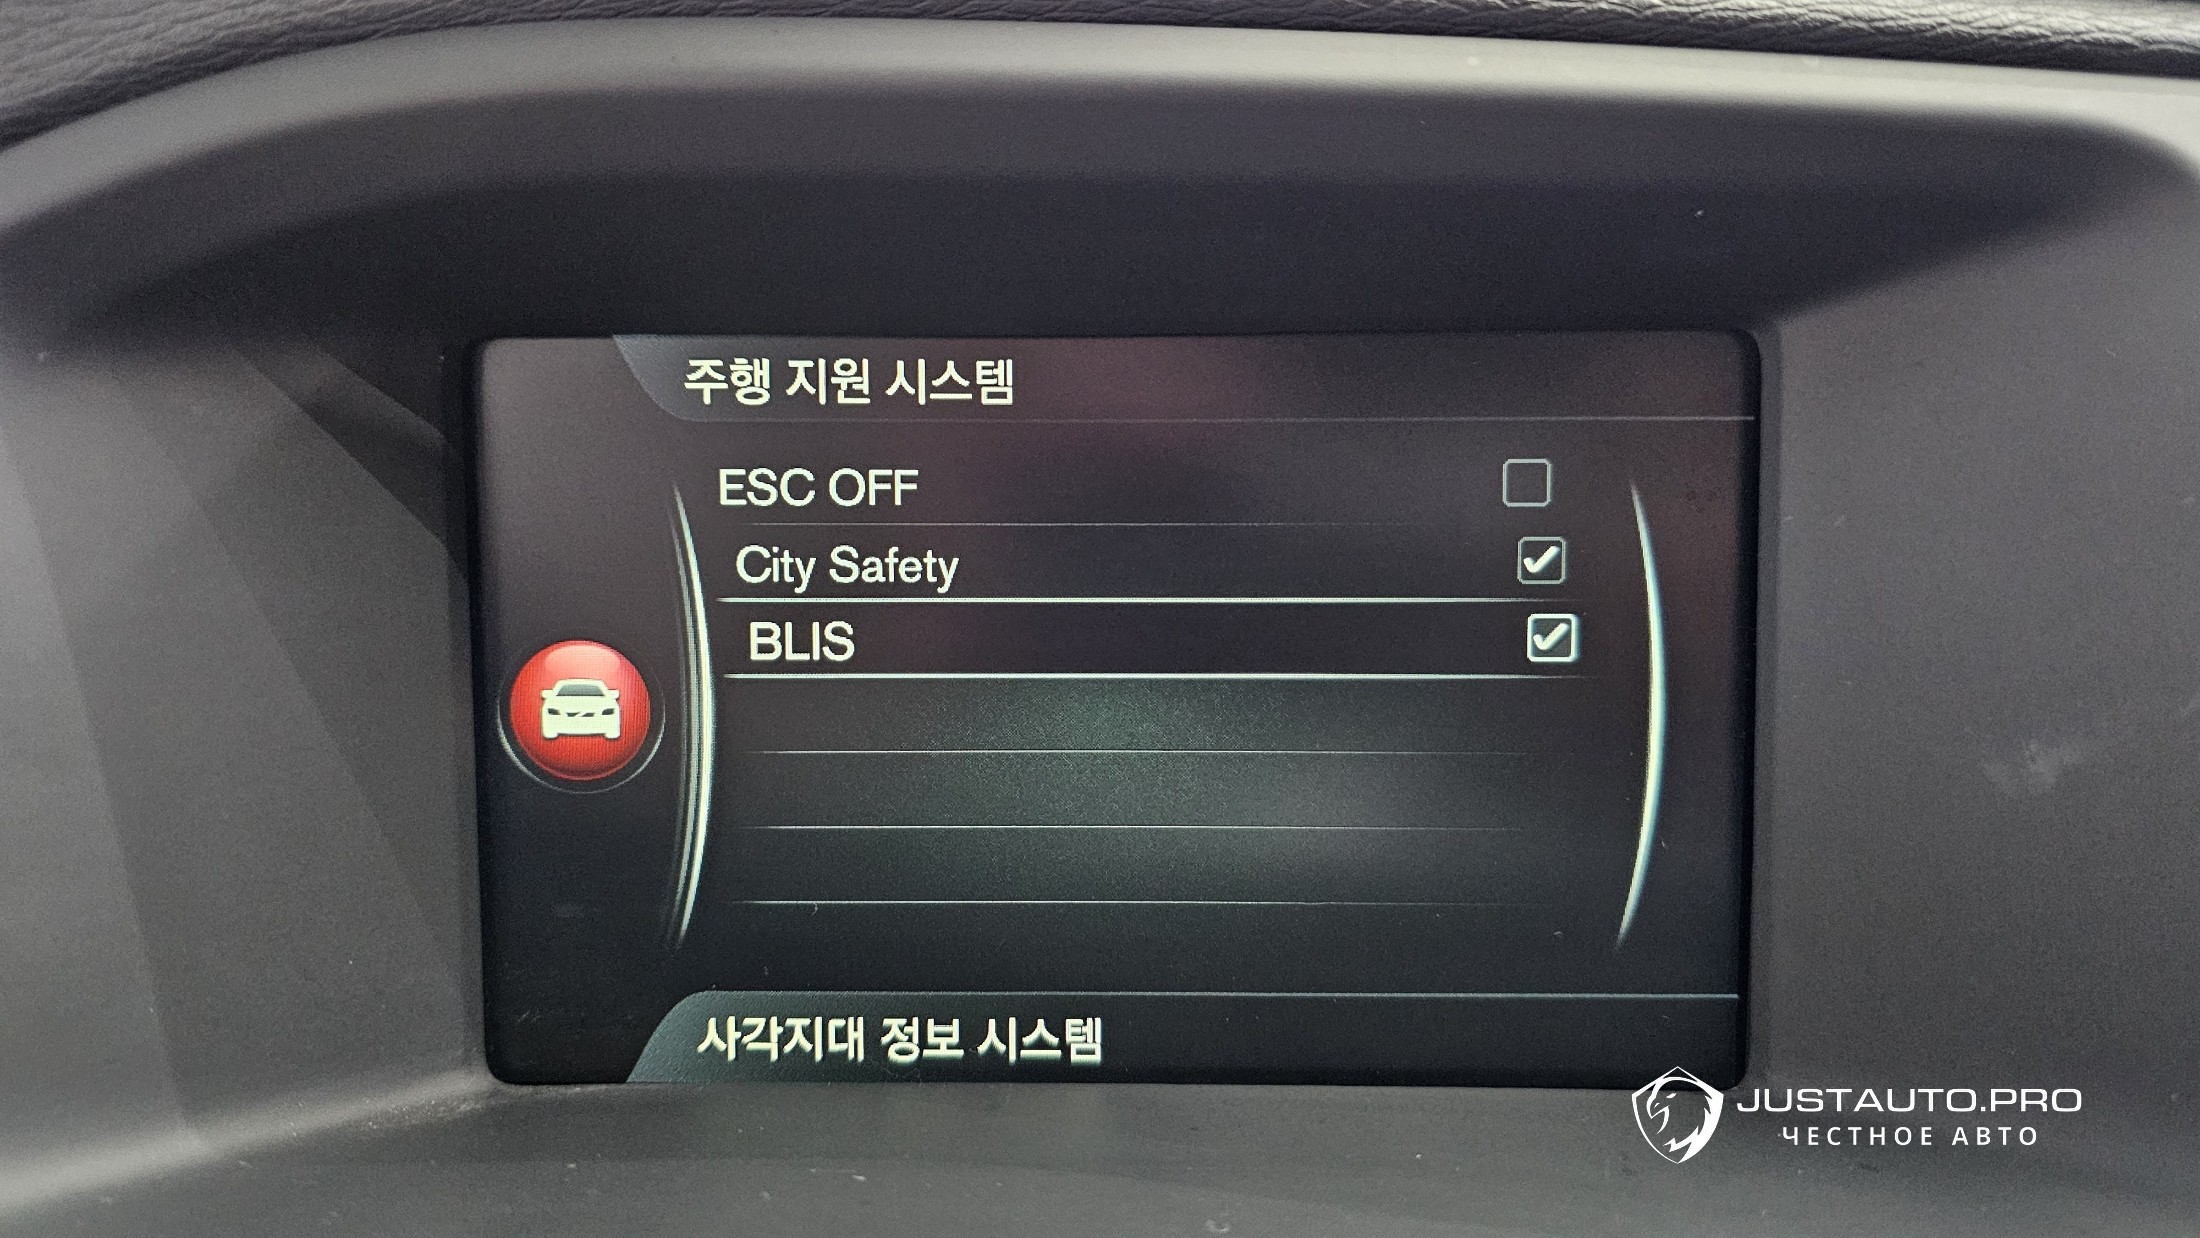 주행 지원 시스템
ESC OFF
City Safety
BLIS
사각지대 정보 시스템
JUSTAUTO.PRO
ЧЕСТНОЕ АВТО